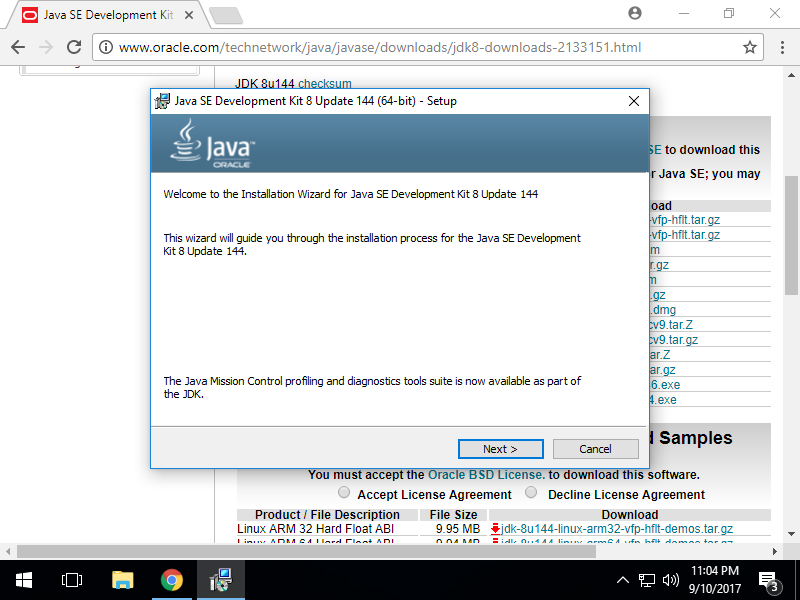 Java SE Development Kit
www.oracle.com/technetwork/java/javase/downloads/jdk8-downloads-2133151.html
JDK 8u144 checksum
Java SE Development Kit 8 Update 144 (64-bit) - Setup
Java
ORACLE
SE to download this
Java SE; you may
Welcome to the Installation Wizard for Java SE Development Kit 8 Update 144
-vfp-hflt.tar.gz
-vfp-hflt.tar.gz
This wizard will guide you through the installation process for the Java SE Development
Kit 8 Update 144.
.gz
.dmg
cv9.tar.Z
cv9.tar.gz
ar.Z
ar.gz
The Java Mission Control profiling and diagnostics tools suite is now available as part of
the JDK.
6.exe
4.exe
Next >
Cancel
d Samples
You must accept the Oracle BSD License. to download this software.
Accept License Agreement
Decline License Agreement
Product / File Description
File Size
Download
Linux ARM 32 Hard Float ABI
9.95 MB
jdk-8u144-linux-arm32-vfp-hflt-demos.tar.gz
Linux ARM 64 Hard Float ABI
9.94 MB
jdk-8u144-linux-arm64-vfp-hflt-demos.tar.gz
11:04 PM
9/10/2017
3